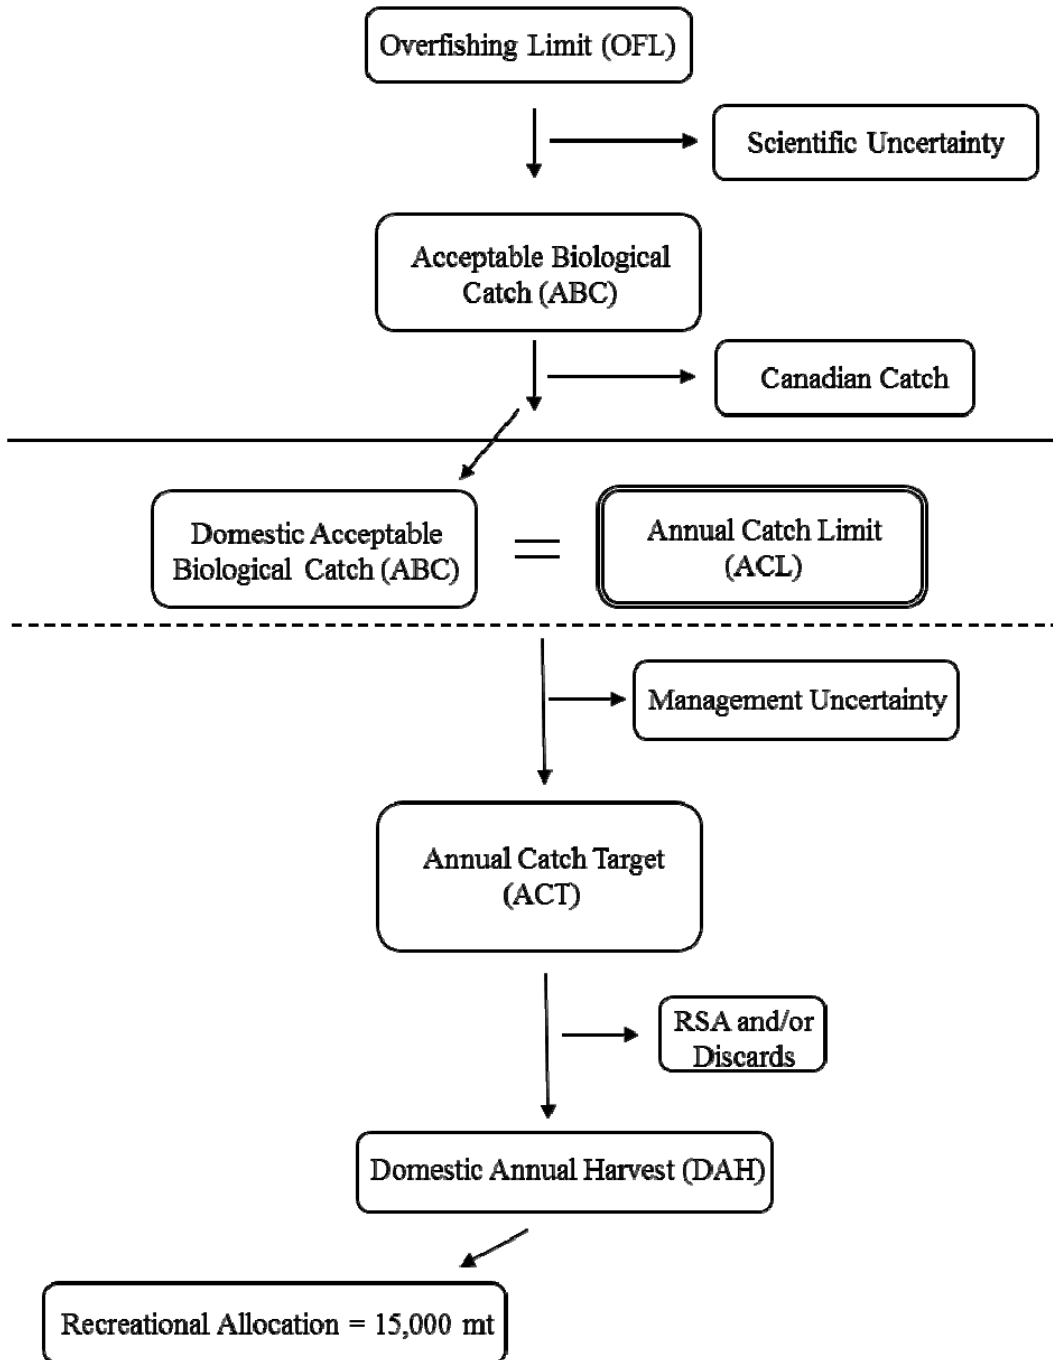 Overfishing Limit (OFL)
Scientific Uncertainty
Acceptable Biological
Catch (ABC)
Canadian Catch
Domestic Acceptable
Biological Catch (ABC)
=
Annual Catch Limit
(ACL)
Management Uncertainty
Annual Catch Target
(ACT)
RSA and/or
Discards
Domestic Annual Harvest (DAH)
Recreational Allocation = 15,000 mt